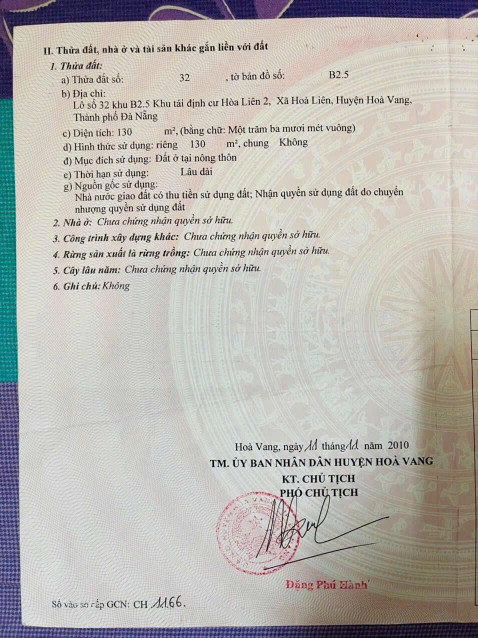 II. Thửa đất, nhà ở và tài sản khác gắn liền với đất
1. Thửa đất:
a) Thửa đất số: 32 , tờ bản đồ số: B2.5
b) Địa chỉ:
Lô số 32 khu B2.5 Khu tái định cư Hòa Liên 2, Xã Hoà Liên, Huyện Hoà Vang,
Thành phố Đà Nẵng
c) Diện tích: 130 m², (bằng chữ: Một trăm ba mươi mét vuông)
d) Hình thức sử dụng: riêng 130 m², chung Không
đ) Mục đích sử dụng: Đất ở tại nông thôn
e) Thời hạn sử dụng: Lâu dài
g) Nguồn gốc sử dụng:
Nhà nước giao đất có thu tiền sử dụng đất; Nhận quyền sử dụng đất do chuyển
nhượng quyền sử dụng đất
2. Nhà ở: Chưa chứng nhận quyền sở hữu.
3. Công trình xây dựng khác: Chưa chứng nhận quyền sở hữu.
4. Rừng sản xuất là rừng trồng: Chưa chứng nhận quyền sở hữu.
5. Cây lâu năm: Chưa chứng nhận quyền sở hữu.
6. Ghi chú: Không
Hoà Vang, ngày 11 tháng 11 năm 2010
TM. ỦY BAN NHÂN DÂN HUYỆN HOÀ VANG
KT. CHỦ TỊCH
PHÓ CHỦ TỊCH
Đặng Phú Hành
Số vào sổ cấp GCN: CH 1166.